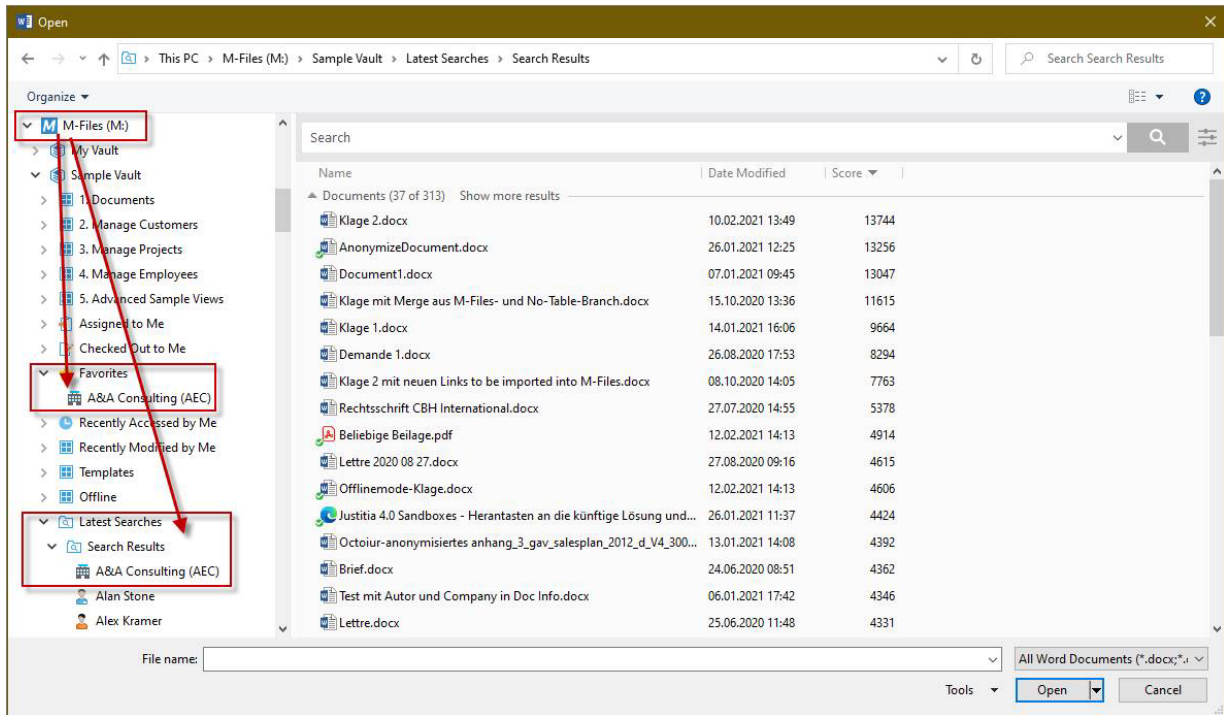 Open
This PC > M-Files (M:) > Sample Vault > Latest Searches > Search Results
Search Search Results
Organize
M-Files (M:)
My Vault
Sample Vault
1. Documents
2. Manage Customers
3. Manage Projects
4. Manage Employees
5. Advanced Sample Views
Assigned to Me
Checked Out to Me
Favorites
A&A Consulting (AEC)
Recently Accessed by Me
Recently Modified by Me
Templates
Offline
Latest Searches
Search Results
A&A Consulting (AEC)
Alan Stone
Alex Kramer
Search
Name Date Modified Score
Documents (37 of 313) Show more results
Klage 2.docx 10.02.2021 13:49 13744
AnonymizeDocument.docx 26.01.2021 12:25 13256
Document1.docx 07.01.2021 09:45 13047
Klage mit Merge aus M-Files- und No-Table-Branch.docx 15.10.2020 13:36 11615
Klage 1.docx 14.01.2021 16:06 9664
Demande 1.docx 26.08.2020 17:53 8294
Klage 2 mit neuen Links to be imported into M-Files.docx 08.10.2020 14:05 7763
Rechtsschrift CBH International.docx 27.07.2020 14:55 5378
Beliebige Beilage.pdf 12.02.2021 14:13 4914
Lettre 2020 08 27.docx 27.08.2020 09:16 4615
Offlinemode-Klage.docx 12.02.2021 14:13 4606
Justitia 4.0 Sandboxes - Herantasten an die künftige Lösung und... 26.01.2021 11:37 4424
Octoiur-anonymisiertes anhang_3_gav_salesplan_2012_d_V4_300... 13.01.2021 14:08 4392
Brief.docx 24.06.2020 08:51 4362
Test mit Autor und Company in Doc Info.docx 06.01.2021 17:42 4346
Lettre.docx 25.06.2020 11:48 4331
File name:
All Word Documents (*.docx;*.
Tools Open Cancel